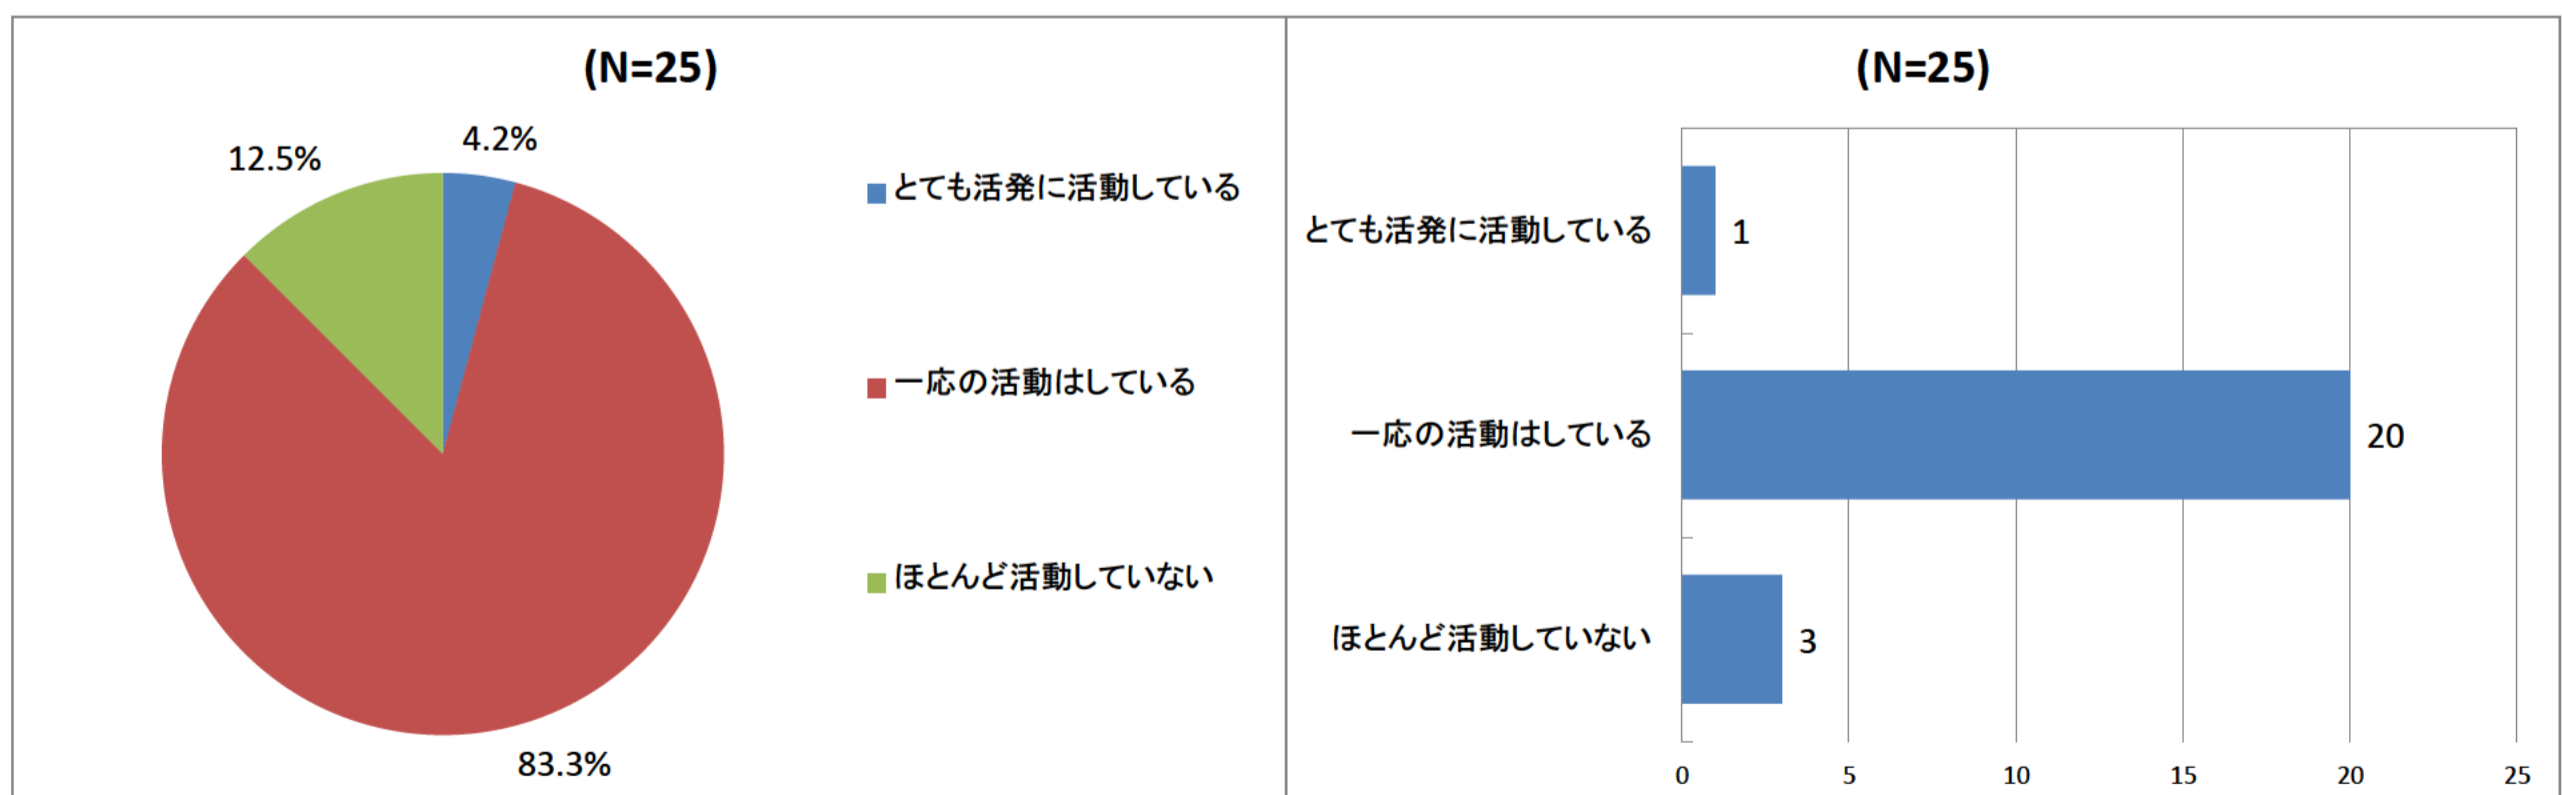 (N=25)
4.2%
12.5%
83.3%
とても活発に活動している
一応の活動はしている
ほとんど活動していない
(N=25)
とても活発に活動している
1
一応の活動はしている
20
ほとんど活動していない
3
0 5 10 15 20 25